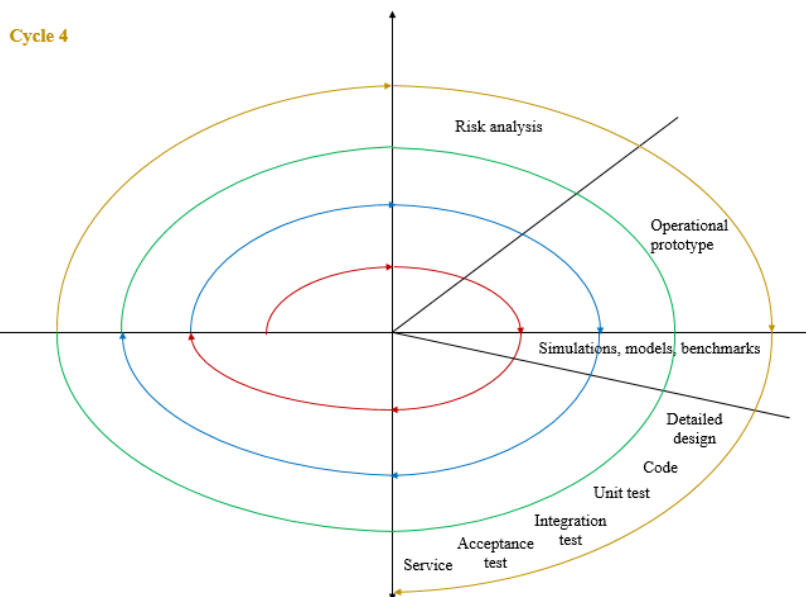 Cycle 4
Risk analysis
Operational
prototype
Simulations, models, benchmarks
Detailed
design
Code
Unit test
Integration
test
Acceptance
test
Service